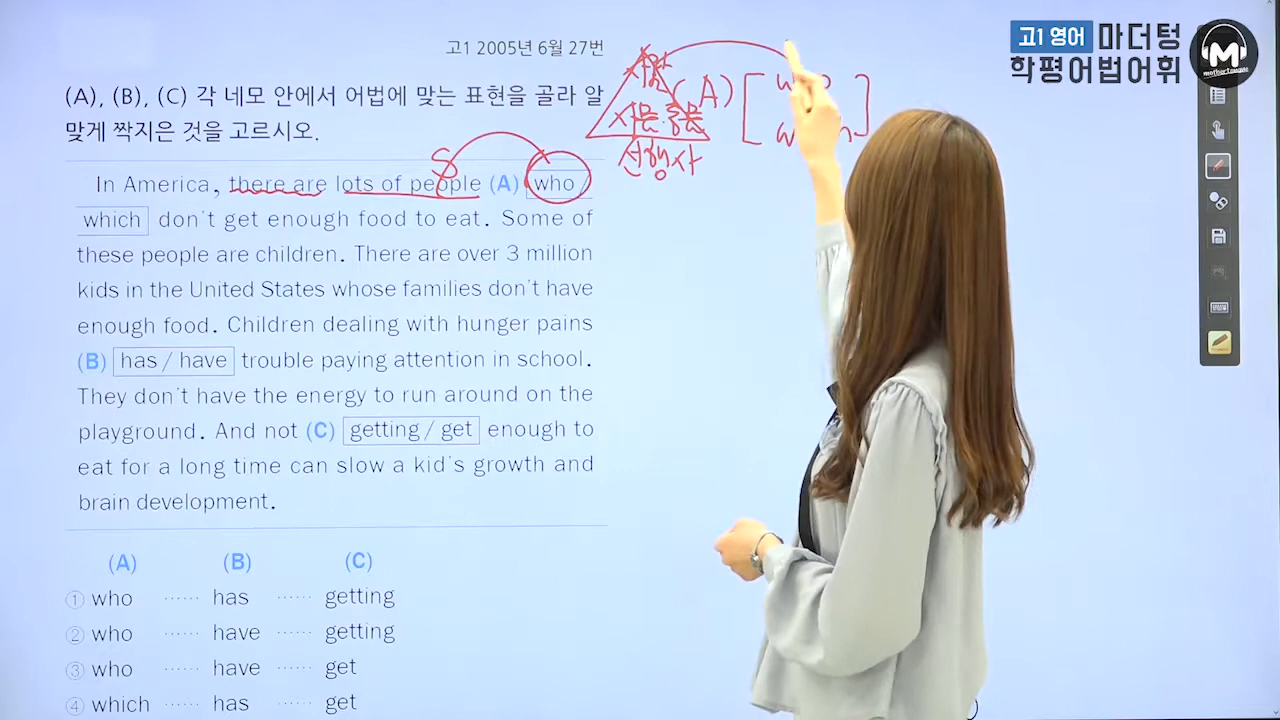 고1 영어 마더텅
학평어법어휘
M
mothertongue
고1 2005년 6월 27번
(A), (B), (C) 각 네모 안에서 어법에 맞는 표현을 골라 알
맞게 짝지은 것을 고르시오.
In America, there are lots of people (A) who /
which don't get enough food to eat. Some of
these people are children. There are over 3 million
kids in the United States whose families don't have
enough food. Children dealing with hunger pains
(B) has / have trouble paying attention in school.
They don't have the energy to run around on the
playground. And not (C) getting / get enough to
eat for a long time can slow a kid's growth and
brain development.
(A) (B) (C)
① who ...... has ...... getting
② who ...... have ...... getting
③ who ...... have ...... get
④ which ...... has ...... get
S
사람
(A)
사물·동물
선행사